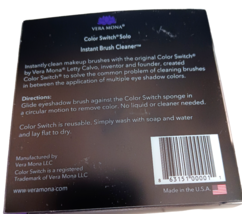 VERA MONA
Color Switch Solo
Instant Brush Cleaner™
Instantly clean makeup brushes with the original Color Switch®
by Vera Mona® Letty Calvo, inventor and founder, created
Color Switch® to solve the common problem of cleaning brushes
in between the application of multiple eye shadow colors.
Directions:
Glide eyeshadow brush against the Color Switch sponge in
a circular motion to remove color. No liquid or cleaner needed.
Color Switch is reusable. Simply wash with soap and water
and lay flat to dry.
Manufactured by
Vera Mona LLC
Color Switch is a registered
Trademark of Vera Mona LLC
www.veramona.com
63151 00001
Made in the U.S.A.